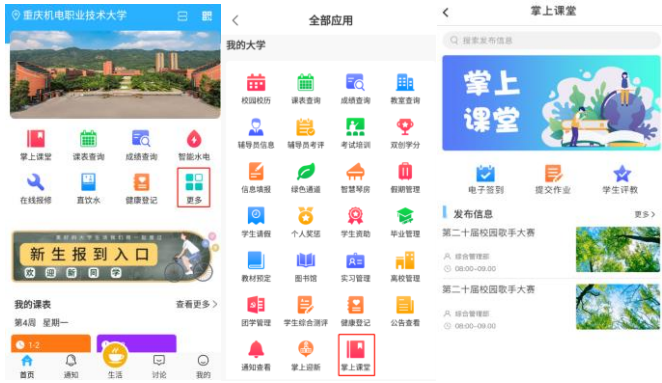 重庆机电职业技术大学
掌上课堂 课表查询 成绩查询 智能水电
在线报修 直饮水 健康登记 更多
新生报到入口
欢 迎 新 同 学
我的课表 查看更多 >
第4周 星期一
1-2
首页 通知 生活 讨论 我的
全部应用
我的大学
校园校历 课表查询 成绩查询 教室查询
辅导员信息 辅导员考评 考试培训 双创学分
信息填报 绿色通道 智慧琴房 假期管理
学生请假 个人奖惩 学生资助 毕业管理
教材预定 图书馆 实习管理 离校管理
团学管理 学生综合测评 健康登记 公告查看
通知查看 掌上迎新 掌上课堂
掌上课堂
搜索发布信息
掌上
课堂
电子签到 提交作业 学生评教
发布信息 更多 >
第二十届校园歌手大赛
综合管理部
08:00-09:00
第二十届校园歌手大赛
综合管理部
08:00-09:00